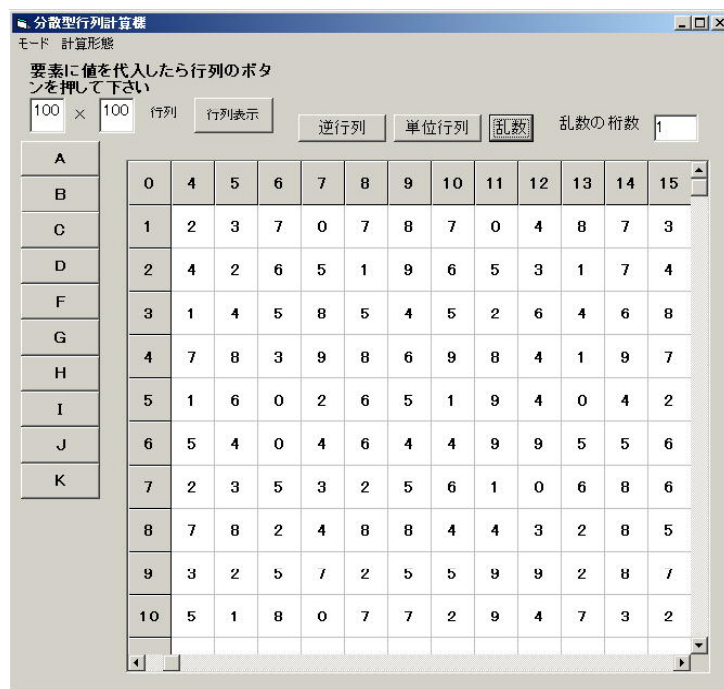 分散型行列計算機
モード 計算形態
要素に値を代入したら行列のボタ
ンを押して下さい
100 × 100 行列 行列表示 逆行列 単位行列 乱数 乱数の桁数 1
A
B
C
D
F
G
H
I
J
K
0 4 5 6 7 8 9 10 11 12 13 14 15
1 2 3 7 0 7 8 7 0 4 8 7 3
2 4 2 6 5 1 9 6 5 3 1 7 4
3 1 4 5 8 5 4 5 2 6 4 6 8
4 7 8 3 9 8 6 9 8 4 1 9 7
5 1 6 0 2 6 5 1 9 4 0 4 2
6 5 4 0 4 6 4 4 9 9 5 5 6
7 2 3 5 3 2 5 6 1 0 6 8 6
8 7 8 2 4 8 8 4 4 3 2 8 5
9 3 2 5 7 2 5 5 9 9 2 8 7
10 5 1 8 0 7 7 2 9 4 7 3 2